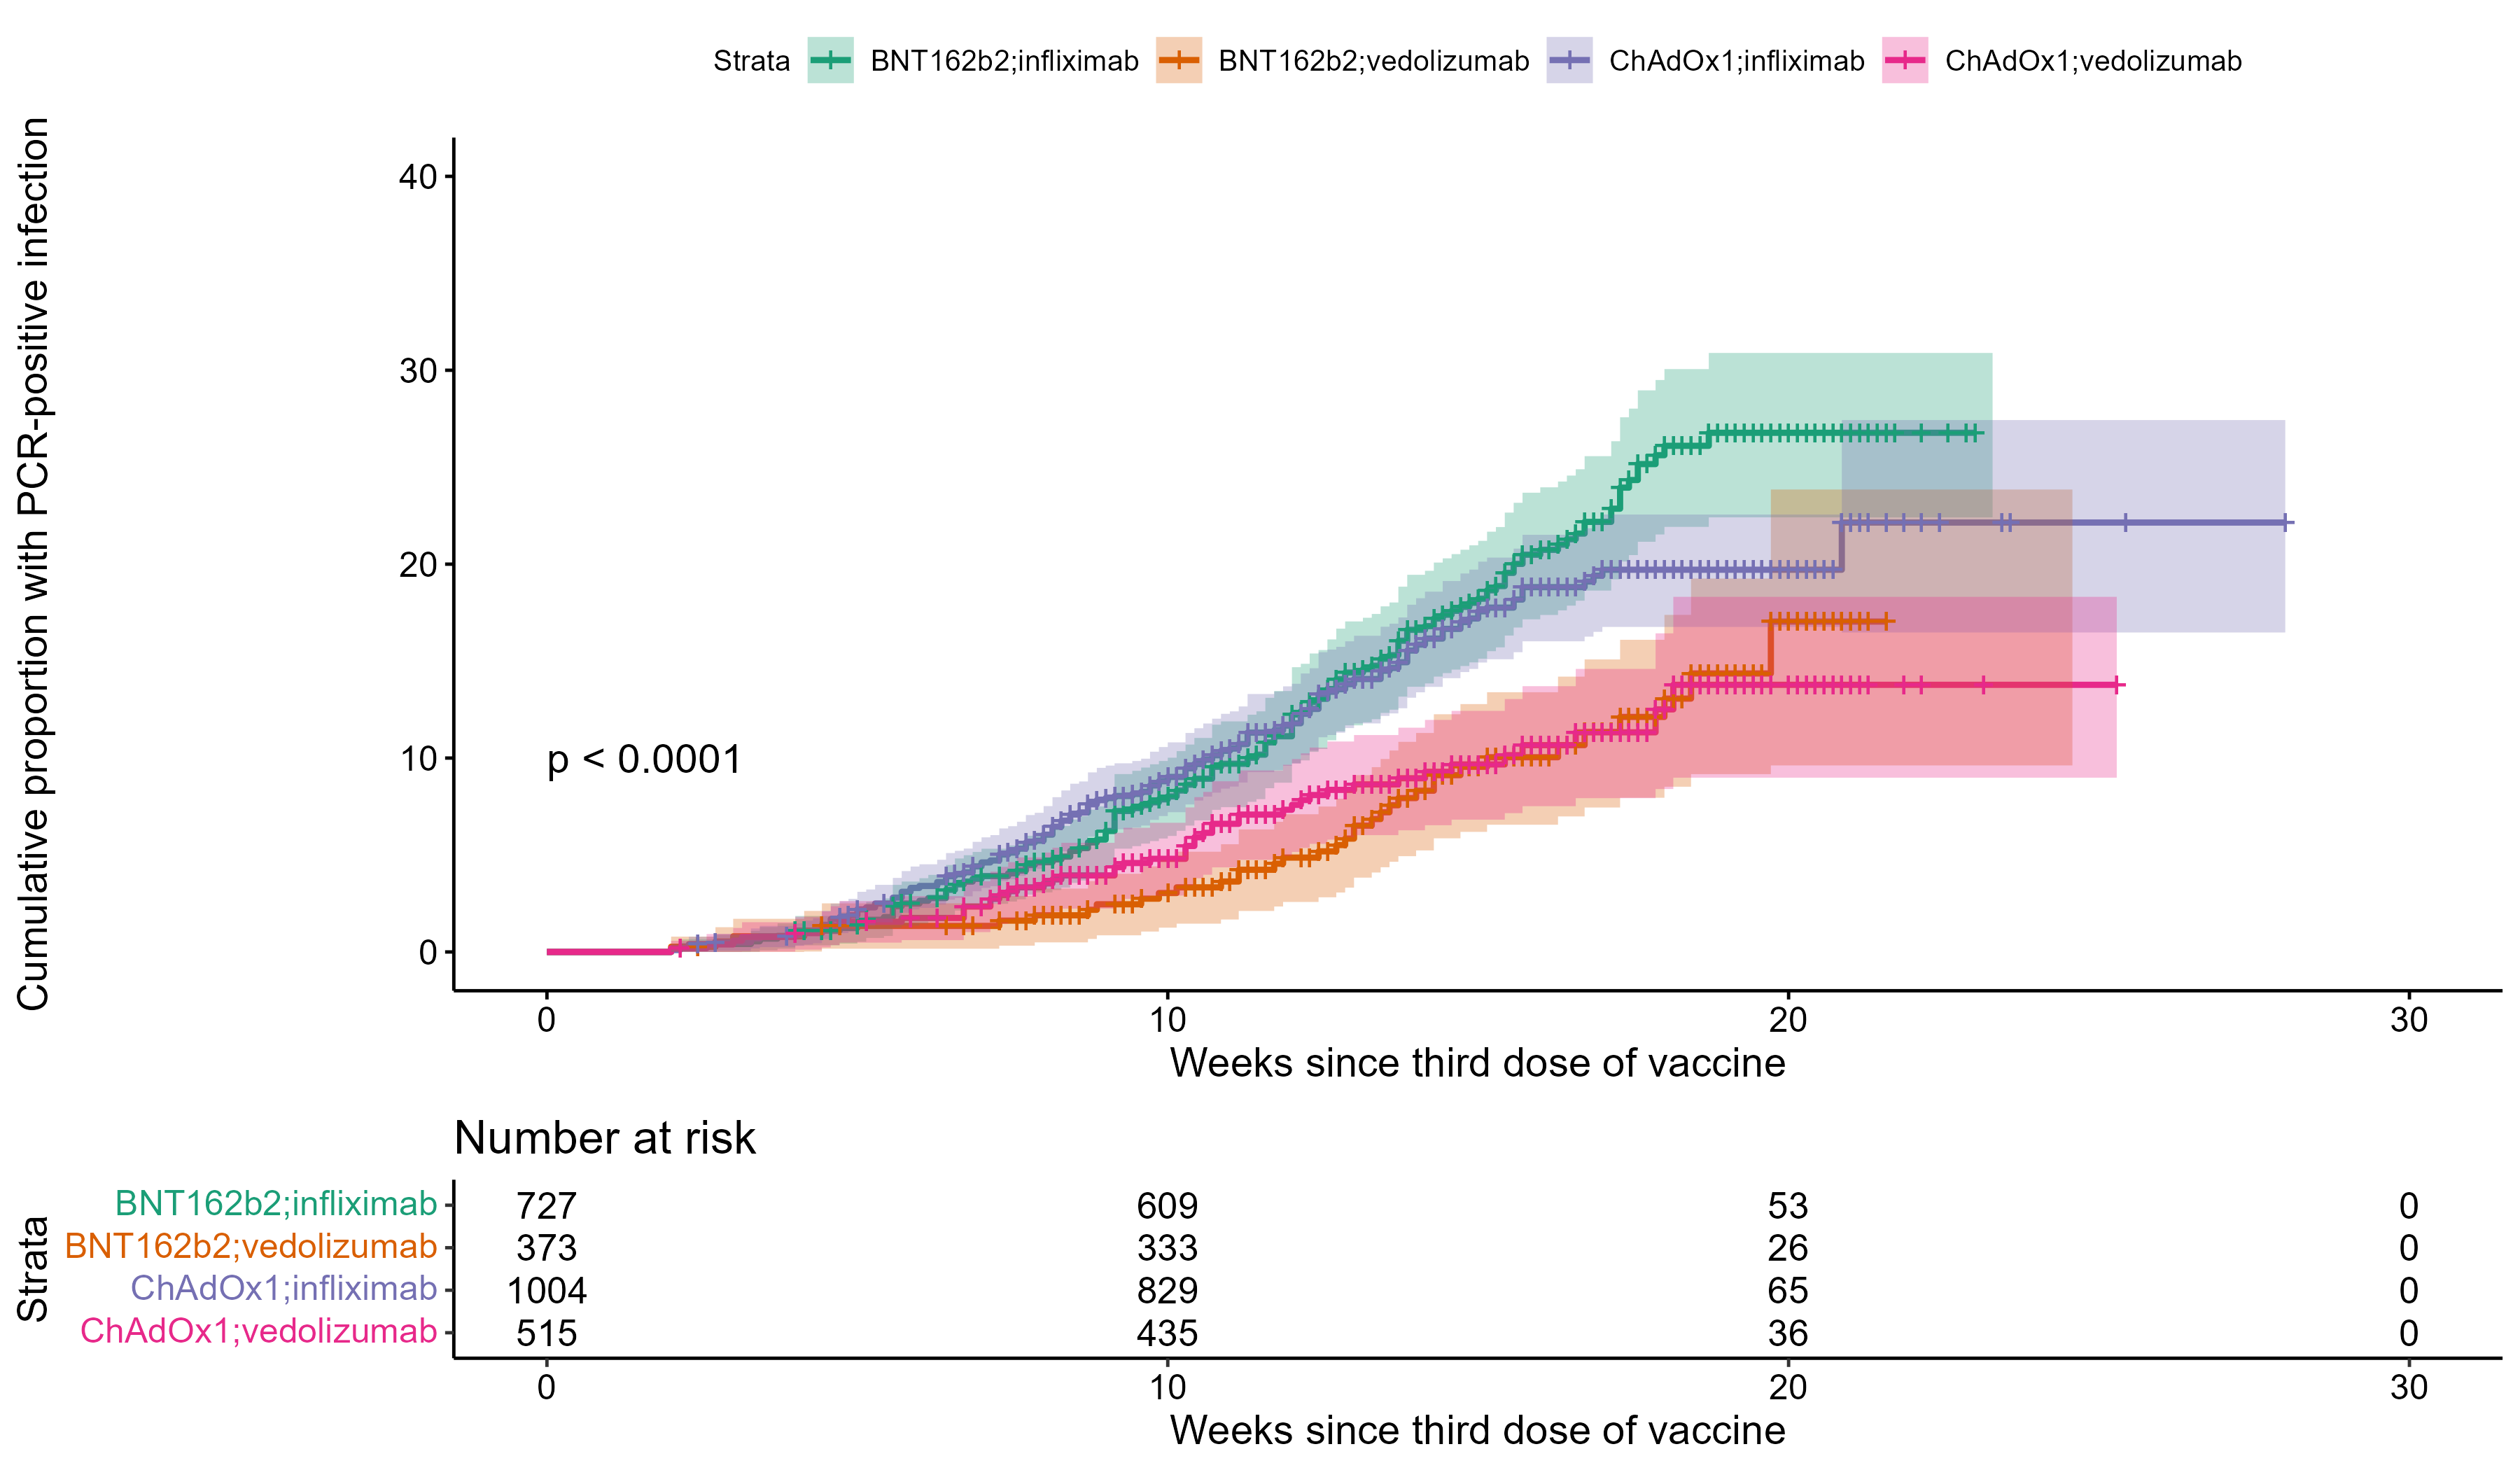 Strata BNT162b2;infliximab BNT162b2;vedolizumab ChAdOx1;infliximab ChAdOx1;vedolizumab
Cumulative proportion with PCR-positive infection
40
30
20
10
0
p < 0.0001
0 10 20 30
Weeks since third dose of vaccine
Number at risk
Strata
BNT162b2;infliximab 727 609 53 0
BNT162b2;vedolizumab 373 333 26 0
ChAdOx1;infliximab 1004 829 65 0
ChAdOx1;vedolizumab 515 435 36 0
0 10 20 30
Weeks since third dose of vaccine